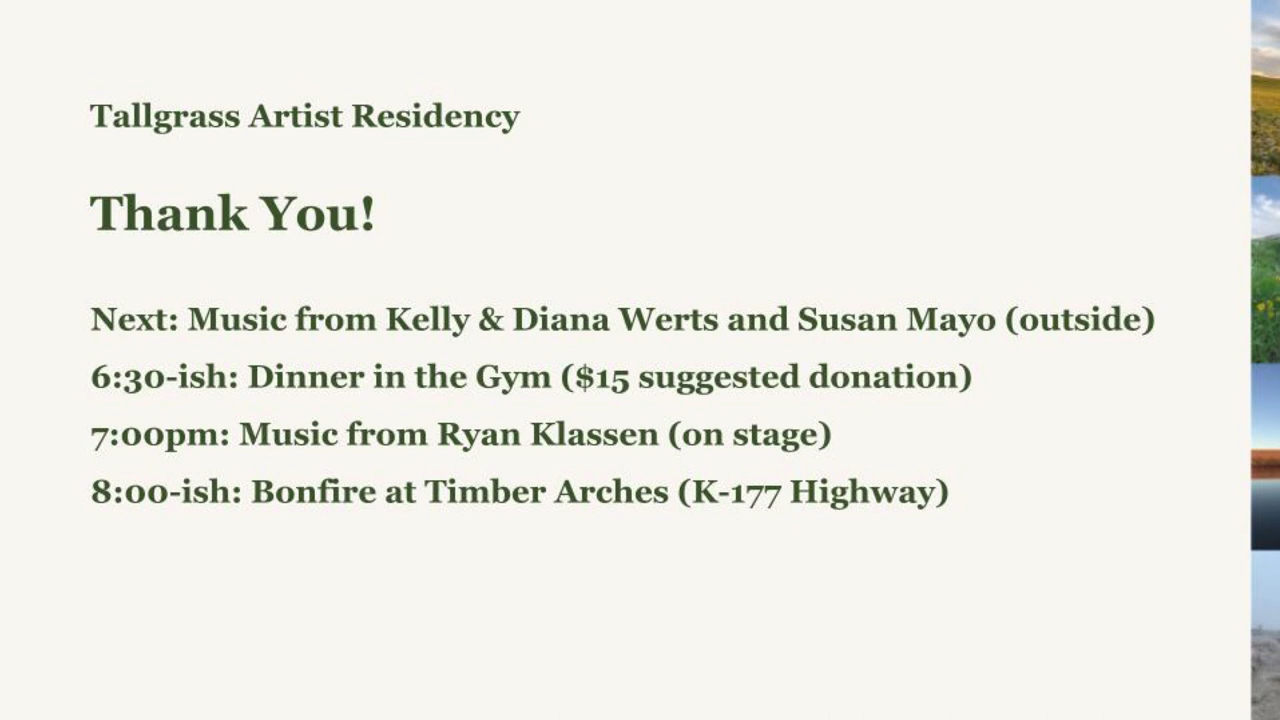 Tallgrass Artist Residency
Thank You!
Next: Music from Kelly & Diana Werts and Susan Mayo (outside)
6:30-ish: Dinner in the Gym ($15 suggested donation)
7:00pm: Music from Ryan Klassen (on stage)
8:00-ish: Bonfire at Timber Arches (K-177 Highway)